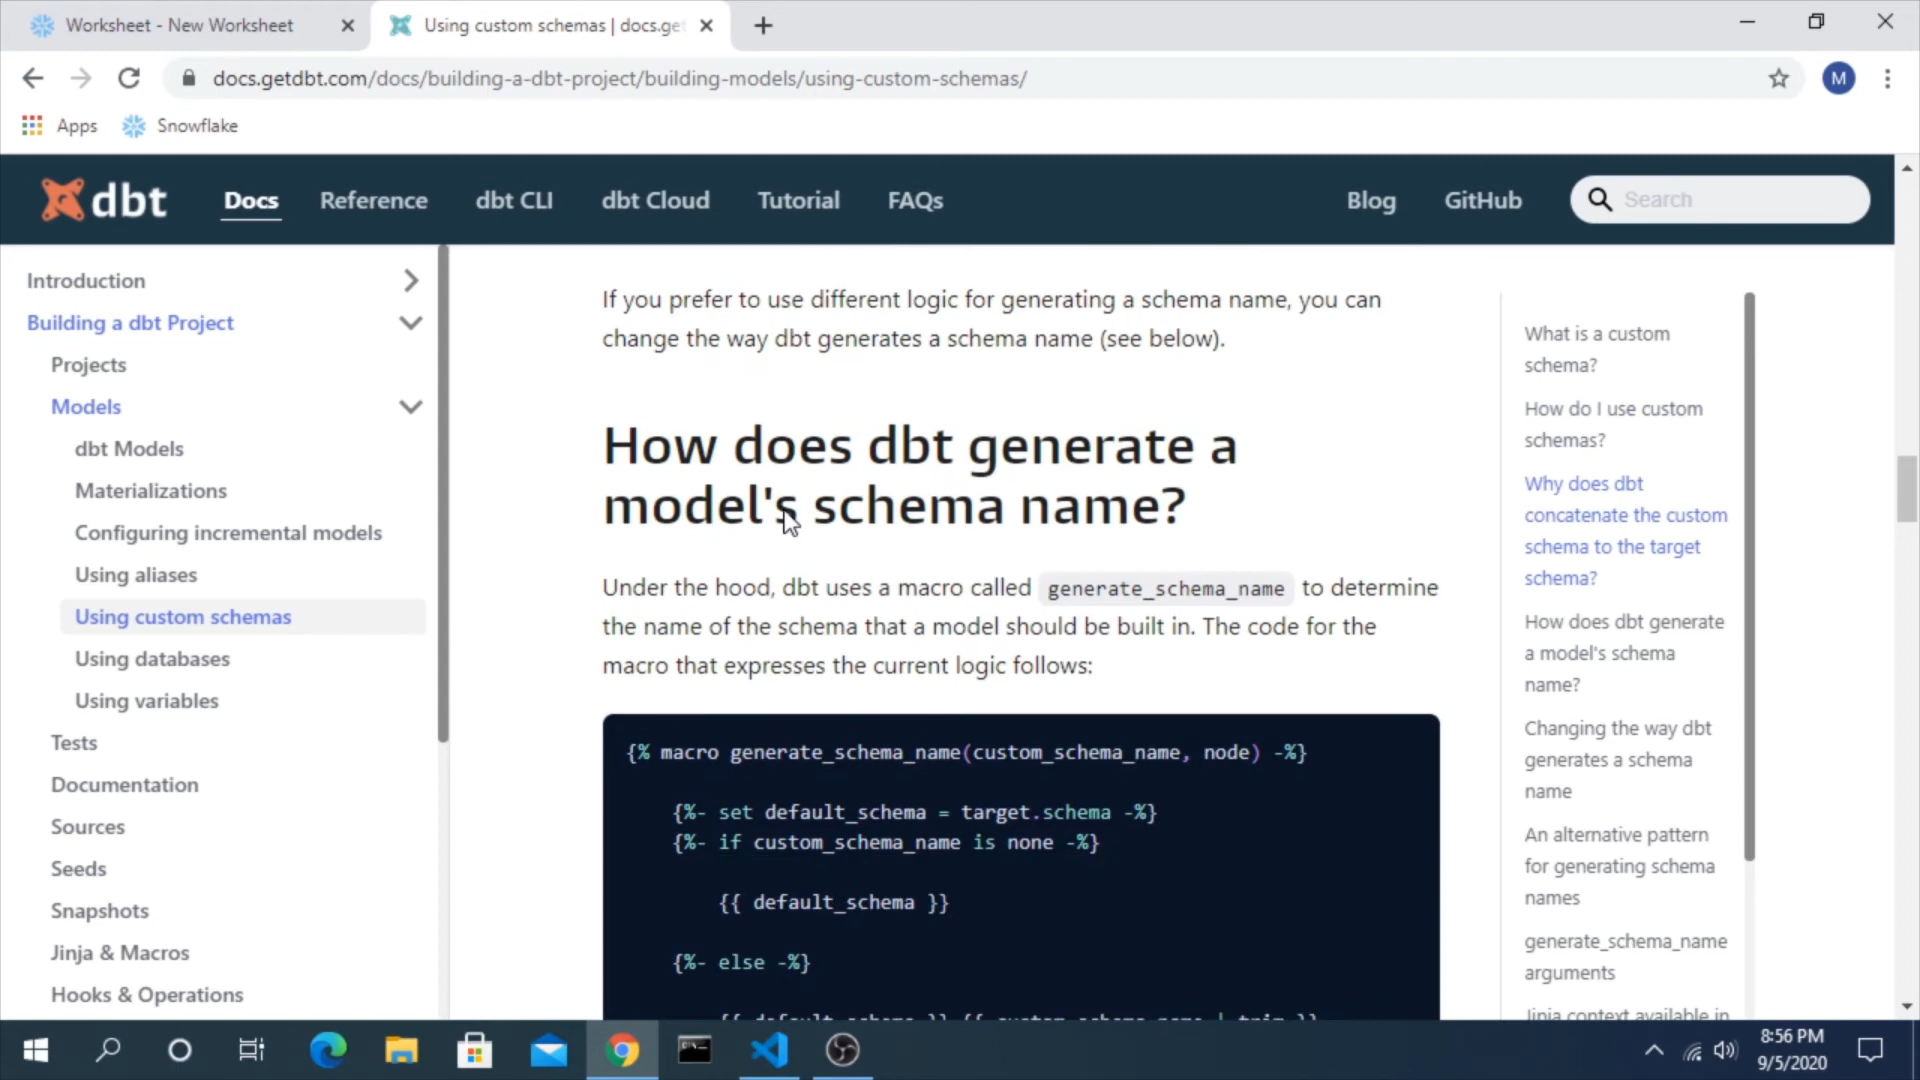 Worksheet - New Worksheet
Using custom schemas | docs.get
docs.getdbt.com/docs/building-a-dbt-project/building-models/using-custom-schemas/
M
Apps
Snowflake
dbt
Docs
Reference
dbt CLI
dbt Cloud
Tutorial
FAQs
Blog
GitHub
Search
Introduction
Building a dbt Project
Projects
Models
dbt Models
Materializations
Configuring incremental models
Using aliases
Using custom schemas
Using databases
Using variables
Tests
Documentation
Sources
Seeds
Snapshots
Jinja & Macros
Hooks & Operations
If you prefer to use different logic for generating a schema name, you can
change the way dbt generates a schema name (see below).
How does dbt generate a
model's schema name?
Under the hood, dbt uses a macro called generate_schema_name to determine
the name of the schema that a model should be built in. The code for the
macro that expresses the current logic follows:
{% macro generate_schema_name(custom_schema_name, node) -%}
{%- set default_schema = target.schema -%}
{%- if custom_schema_name is none -%}
{{ default_schema }}
{%- else -%}
{{ default_schema }}_{{ custom_schema_name | trim }}
What is a custom
schema?
How do I use custom
schemas?
Why does dbt
concatenate the custom
schema to the target
schema?
How does dbt generate
a model's schema
name?
Changing the way dbt
generates a schema
name
An alternative pattern
for generating schema
names
generate_schema_name
arguments
Jinja context available in
8:56 PM
9/5/2020